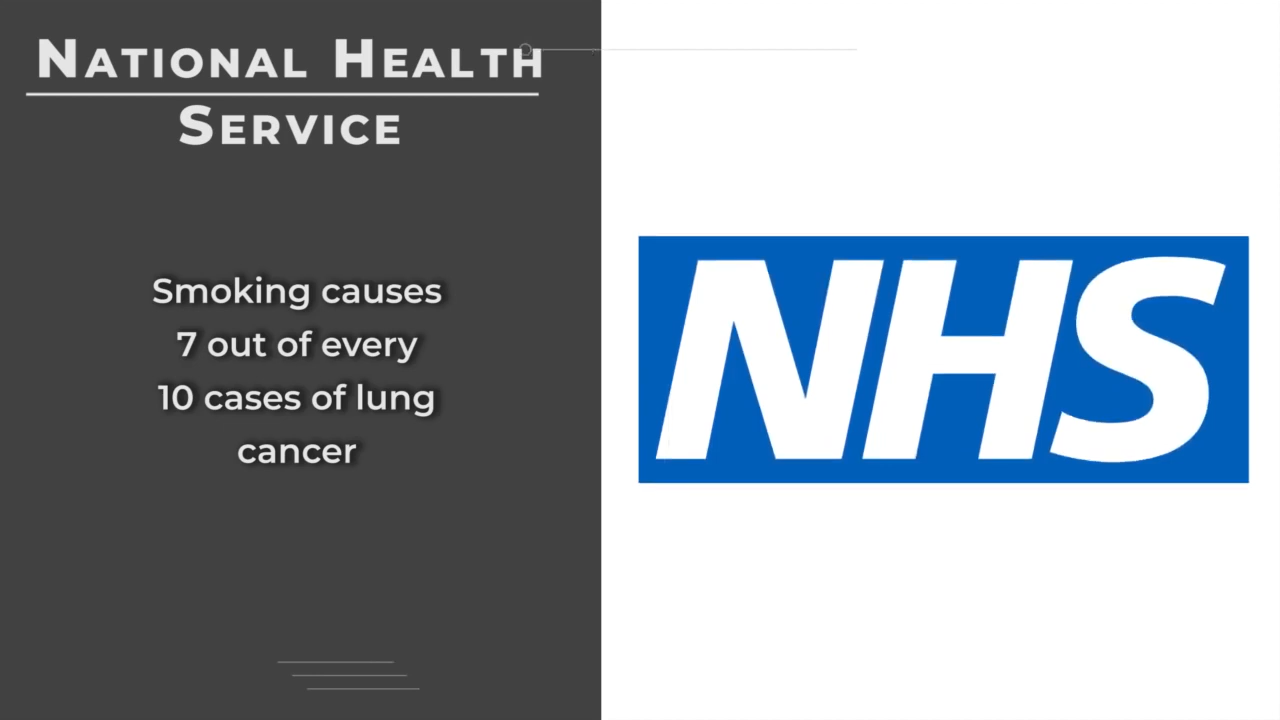 National Health
Service
Smoking causes
7 out of every
10 cases of lung
cancer
NHS